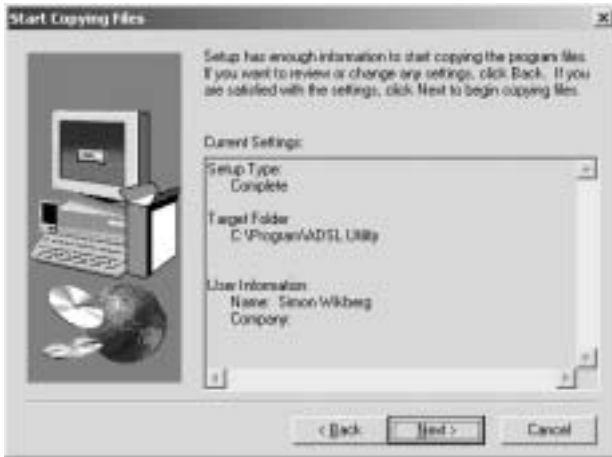 Start Copying Files
Setup has enough information to start copying the program files.
If you want to review or change any settings, click Back. If you
are satisfied with the settings, click Next to begin copying files.
Current Settings:
Setup Type:
Complete
Target Folder
C:\Program\ADSL Utility
User Information
Name: Simon Wikberg
Company:
< Back
Next >
Cancel